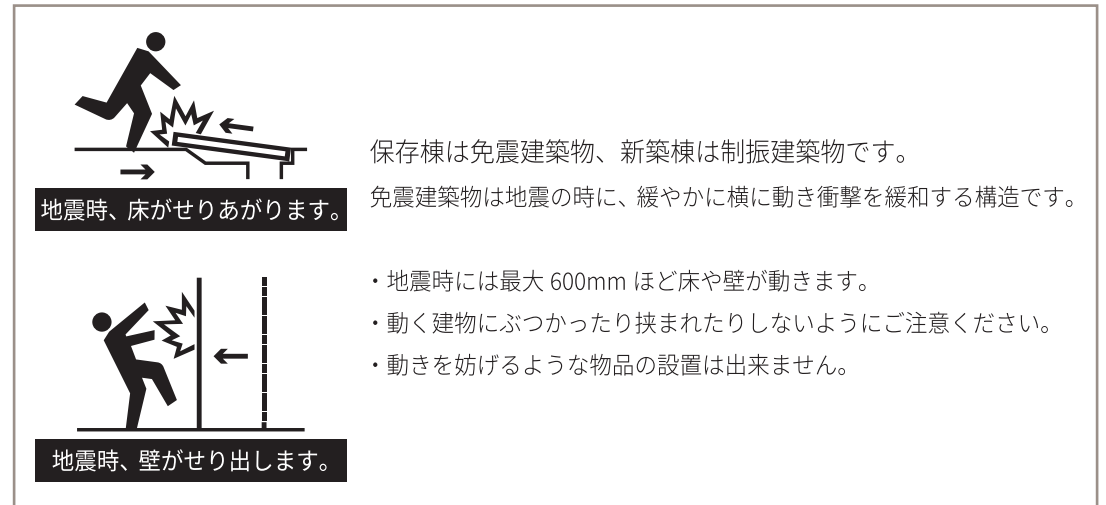 地震時、床がせりあがります。
保存棟は免震建築物、新築棟は制振建築物です。
免震建築物は地震の時に、緩やかに横に動き衝撃を緩和する構造です。
・地震時には最大 600mm ほど床や壁が動きます。
・動く建物にぶつかったり挟まれたりしないようにご注意ください。
・動きを妨げるような物品の設置は出来ません。
地震時、壁がせり出します。